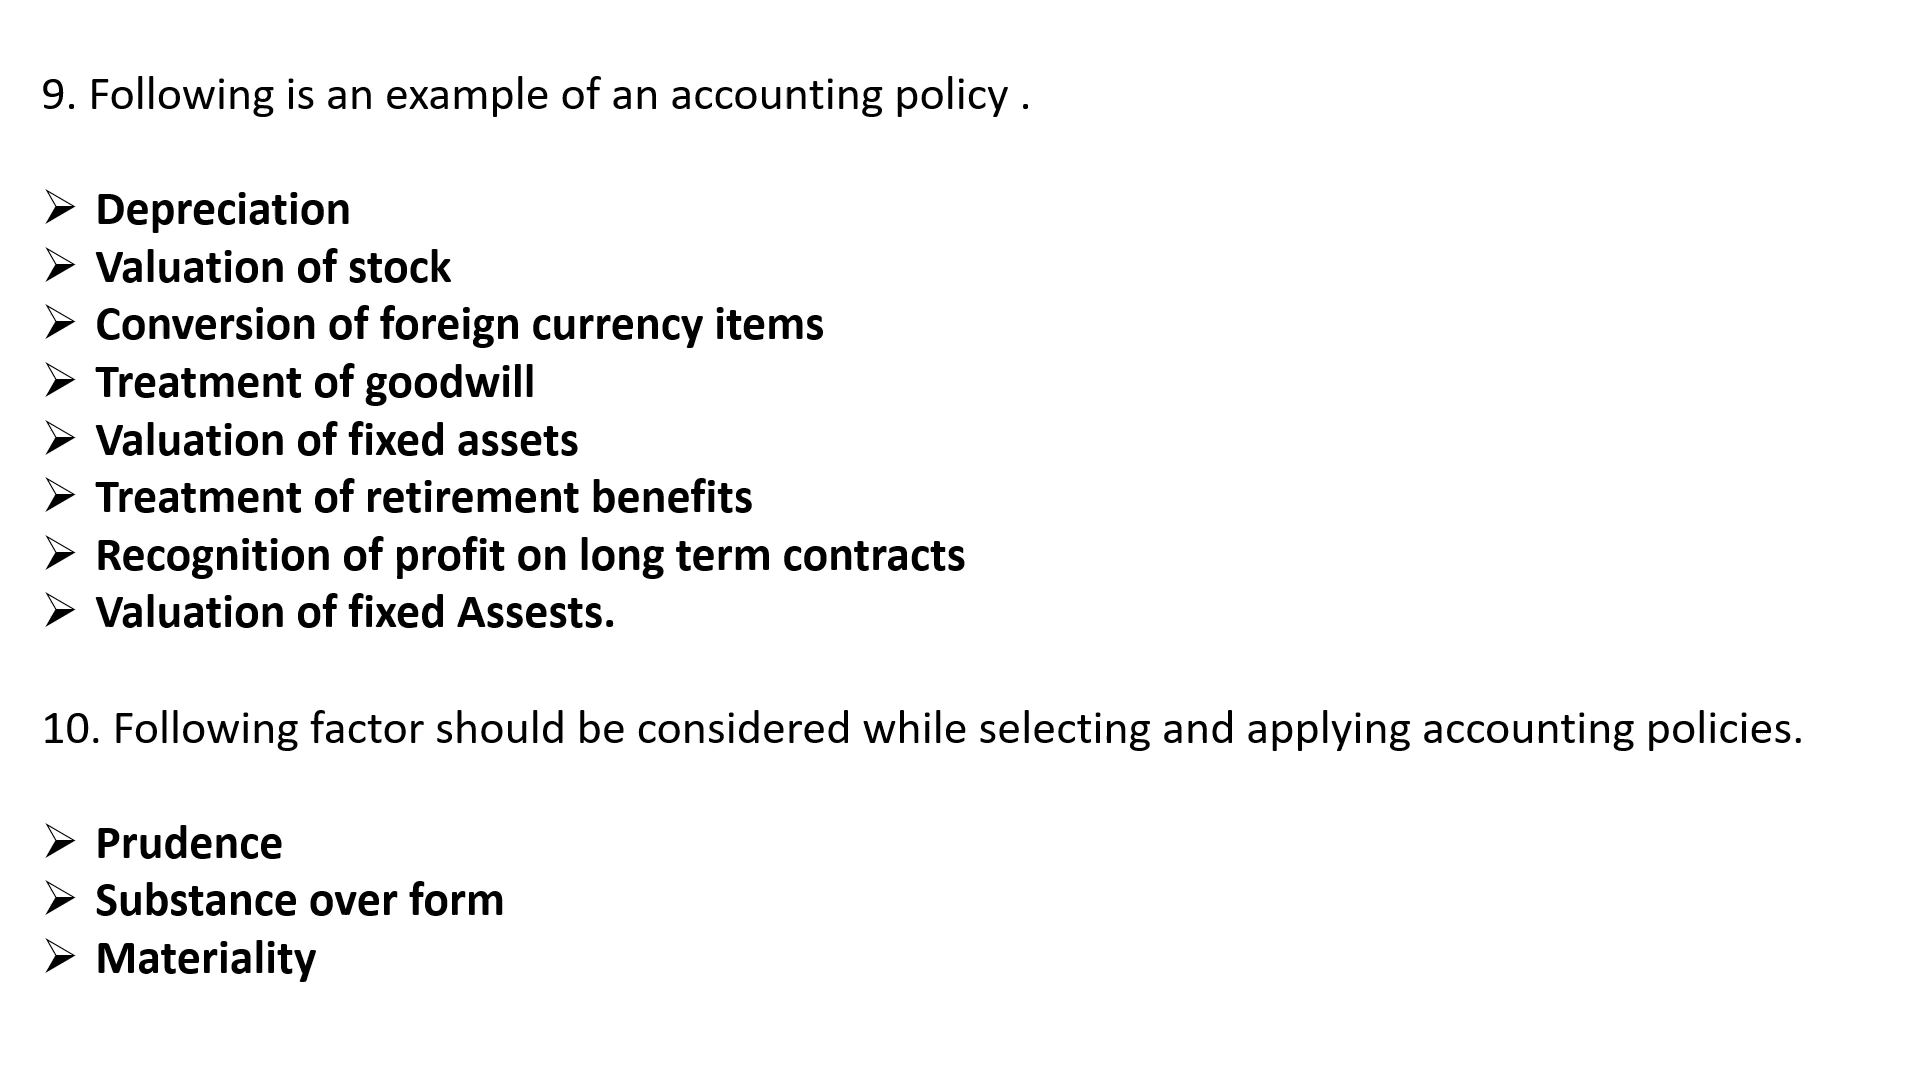 9. Following is an example of an accounting policy .
➢ Depreciation
➢ Valuation of stock
➢ Conversion of foreign currency items
➢ Treatment of goodwill
➢ Valuation of fixed assets
➢ Treatment of retirement benefits
➢ Recognition of profit on long term contracts
➢ Valuation of fixed Assests.
10. Following factor should be considered while selecting and applying accounting policies.
➢ Prudence
➢ Substance over form
➢ Materiality